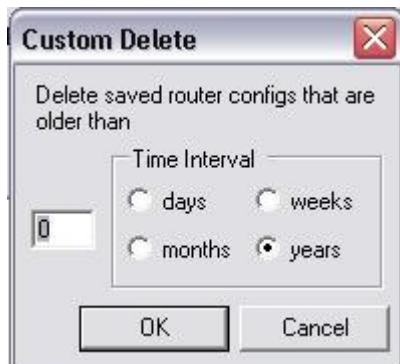 Custom Delete
Delete saved router configs that are
older than
Time Interval
days weeks
0
months years
OK Cancel